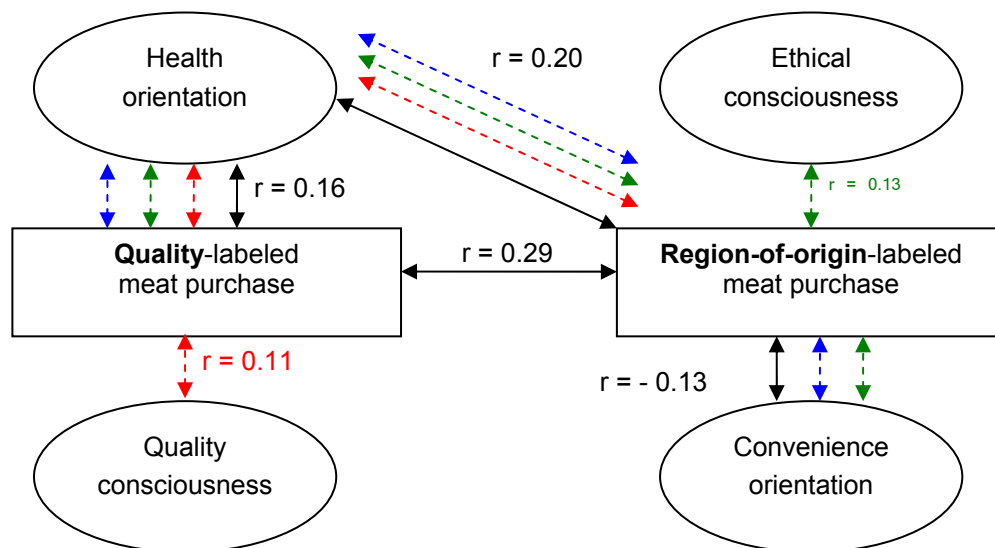 Health
orientation
r = 0.20
Ethical
consciousness
r = 0.16
r = 0.13
Quality-labeled
meat purchase
r = 0.29
Region-of-origin-labeled
meat purchase
r = 0.11
r = - 0.13
Quality
consciousness
Convenience
orientation